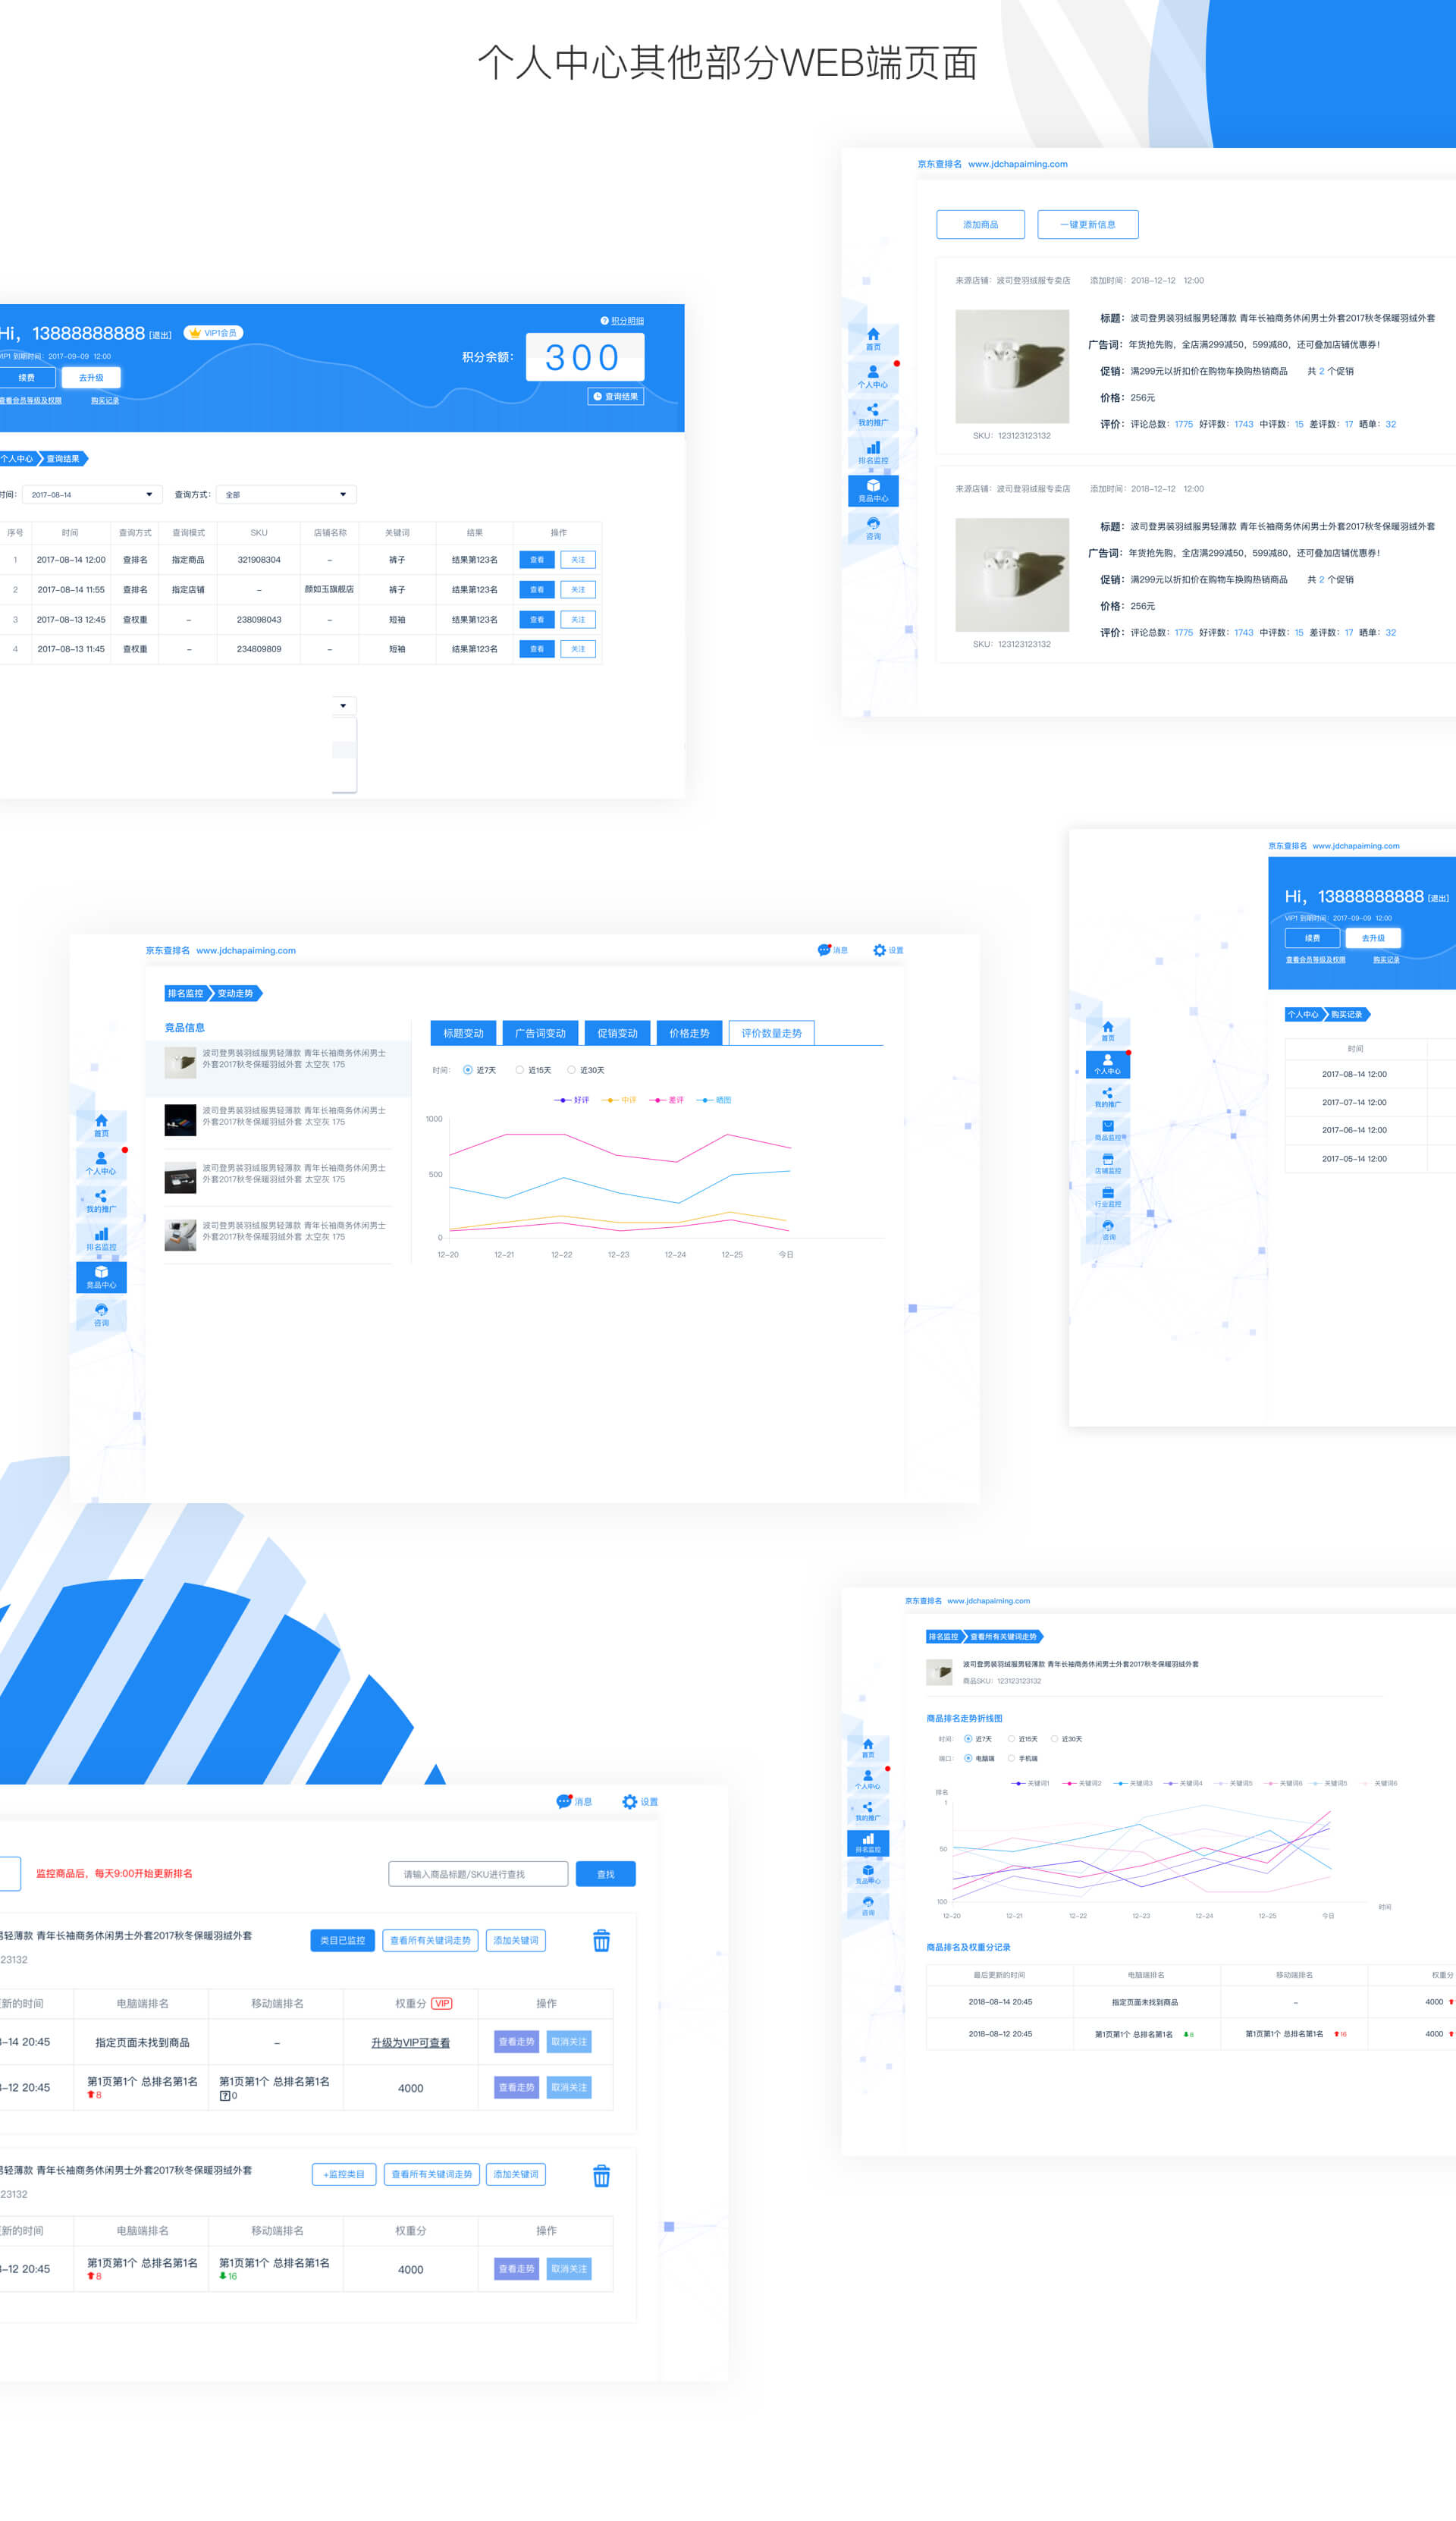 个人中心其他部分WEB端页面
京东查排名 www.jdchapaiming.com
添加商品 一键更新信息
来源店铺：波司登羽绒服专卖店 添加时间：2018-12-12 12:00
标题：波司登男装羽绒服男轻薄款 青年长袖商务休闲男士外套2017秋冬保暖羽绒外套
广告词：年货抢先购，全店满299减50，599减80，还可叠加店铺优惠券！
促销：满299元以折扣价在购物车换购热销商品 共 2 个促销
价格：256元
评价：评论总数：1775 好评数：1743 中评数：15 差评数：17 晒单：32
SKU：123123123132
来源店铺：波司登羽绒服专卖店 添加时间：2018-12-12 12:00
标题：波司登男装羽绒服男轻薄款 青年长袖商务休闲男士外套2017秋冬保暖羽绒外套
广告词：年货抢先购，全店满299减50，599减80，还可叠加店铺优惠券！
促销：满299元以折扣价在购物车换购热销商品 共 2 个促销
价格：256元
评价：评论总数：1775 好评数：1743 中评数：15 差评数：17 晒单：32
SKU：123123123132
首页
个人中心
我的推广
排名监控
竞品中心
咨询
Hi，13888888888 [退出] VIP1会员
VIP1 到期时间：2017-09-09 12:00
续费 去升级
查看会员等级及权限 购买记录
积分明细
积分余额： 300
查询结果
个人中心 查询结果
时间： 2017-08-14 查询方式： 全部
序号 时间 查询方式 查询模式 SKU 店铺名称 关键词 结果 操作
1 2017-08-14 12:00 查排名 指定商品 321908304 - 裤子 结果第123名 查看 关注
2 2017-08-14 11:55 查排名 指定店铺 - 颜如玉旗舰店 裤子 结果第123名 查看 关注
3 2017-08-13 12:45 查权重 - 238098043 - 短袖 结果第123名 查看 关注
4 2017-08-13 11:45 查权重 - 234809809 - 短袖 结果第123名 查看 关注
京东查排名 www.jdchapaiming.com
Hi，13888888888 [退出]
VIP1 到期时间：2017-09-09 12:00
续费 去升级
查看会员等级及权限 购买记录
个人中心 购买记录
时间
2017-08-14 12:00
2017-07-14 12:00
2017-06-14 12:00
2017-05-14 12:00
首页
个人中心
我的推广
商品监控
店铺监控
行业监控
咨询
京东查排名 www.jdchapaiming.com 消息 设置
排名监控 变动走势
竞品信息
波司登男装羽绒服男轻薄款 青年长袖商务休闲男士
外套2017秋冬保暖羽绒外套 太空灰 175
波司登男装羽绒服男轻薄款 青年长袖商务休闲男士
外套2017秋冬保暖羽绒外套 太空灰 175
波司登男装羽绒服男轻薄款 青年长袖商务休闲男士
外套2017秋冬保暖羽绒外套 太空灰 175
波司登男装羽绒服男轻薄款 青年长袖商务休闲男士
外套2017秋冬保暖羽绒外套 太空灰 175
标题变动 广告词变动 促销变动 价格走势 评价数量走势
时间： 近7天 近15天 近30天
好评 中评 差评 晒图
1000
500
0
12-20 12-21 12-22 12-23 12-24 12-25 今日
首页
个人中心
我的推广
排名监控
竞品中心
咨询
京东查排名 www.jdchapaiming.com
排名监控 查看所有关键词走势
波司登男装羽绒服男轻薄款 青年长袖商务休闲男士外套2017秋冬保暖羽绒外套
商品SKU：123123123132
商品排名走势折线图
时间： 近7天 近15天 近30天
端口： 电脑端 手机端
关键词1 关键词2 关键词3 关键词4 关键词5 关键词6 关键词5 关键词6
排名
1
50
100
12-20 12-21 12-22 12-23 12-24 12-25 今日 时间
商品排名及权重分记录
最后更新的时间 电脑端排名 移动端排名 权重分
2018-08-14 20:45 指定页面未找到商品 - 4000
2018-08-12 20:45 第1页第1个 总排名第1名 8 第1页第1个 总排名第1名 16 4000
首页
个人中心
我的推广
排名监控
竞品中心
咨询
消息 设置
监控商品后，每天9:00开始更新排名 请输入商品标题/SKU进行查找 查找
轻薄款 青年长袖商务休闲男士外套2017秋冬保暖羽绒外套 类目已监控 查看所有关键词走势 添加关键词
23132
新的时间 电脑端排名 移动端排名 权重分 VIP 操作
-14 20:45 指定页面未找到商品 - 升级为VIP可查看 查看走势 取消关注
-12 20:45 第1页第1个 总排名第1名 8 第1页第1个 总排名第1名 0 4000 查看走势 取消关注
轻薄款 青年长袖商务休闲男士外套2017秋冬保暖羽绒外套 +监控类目 查看所有关键词走势 添加关键词
23132
新的时间 电脑端排名 移动端排名 权重分 操作
-12 20:45 第1页第1个 总排名第1名 8 第1页第1个 总排名第1名 16 4000 查看走势 取消关注